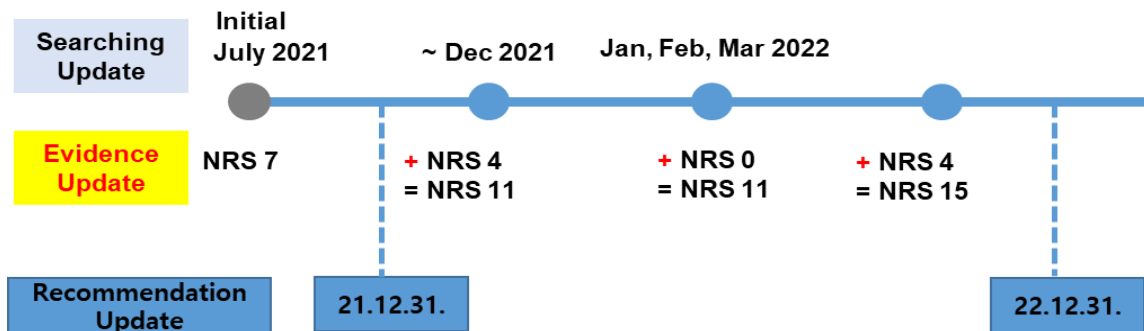 Searching
Update
Initial
July 2021
~ Dec 2021
Jan, Feb, Mar 2022
Evidence
Update
NRS 7
+ NRS 4
= NRS 11
+ NRS 0
= NRS 11
+ NRS 4
= NRS 15
Recommendation
Update
21.12.31.
22.12.31.